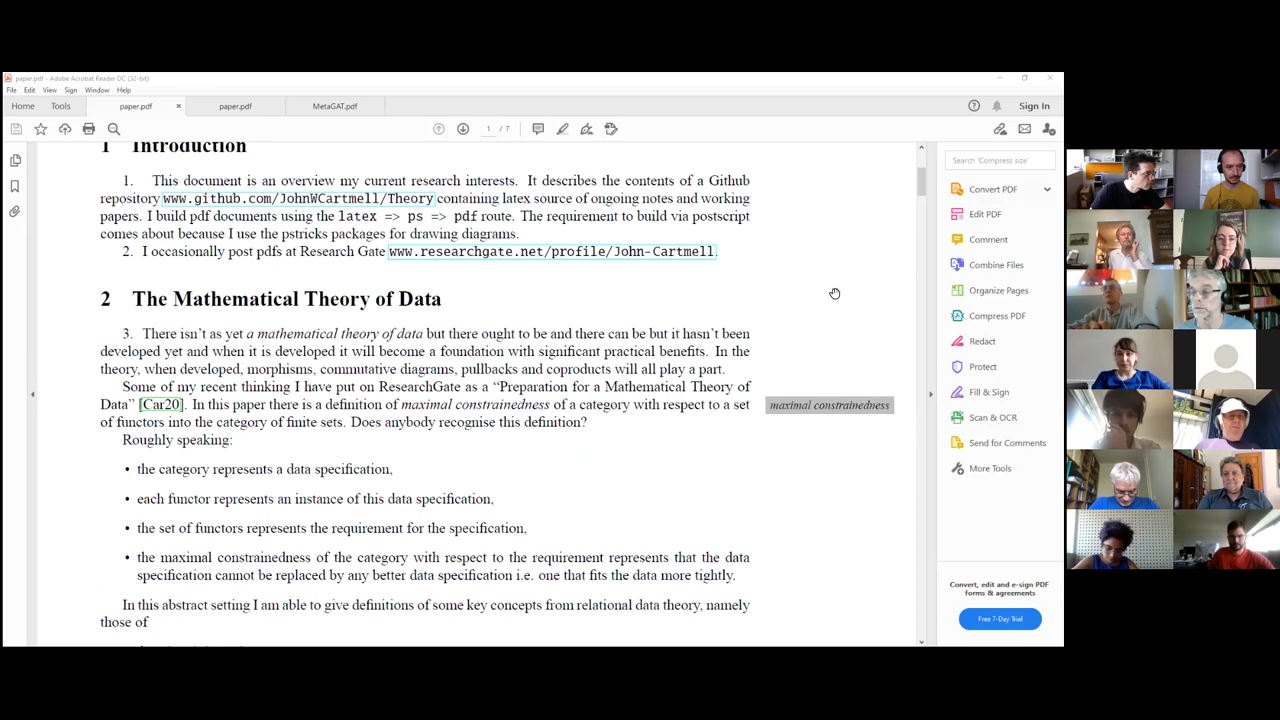 paper.pdf - Adobe Acrobat Reader DC (32-bit)
File Edit View Sign Window Help
Home Tools paper.pdf × paper.pdf MetaGAT.pdf Sign In
1 / 7
1 Introduction
1. This document is an overview my current research interests. It describes the contents of a Github
repository www.github.com/JohnWCartmell/Theory containing latex source of ongoing notes and working
papers. I build pdf documents using the latex => ps => pdf route. The requirement to build via postscript
comes about because I use the pstricks packages for drawing diagrams.
2. I occasionally post pdfs at Research Gate www.researchgate.net/profile/John-Cartmell.
2 The Mathematical Theory of Data
3. There isn't as yet a mathematical theory of data but there ought to be and there can be but it hasn't been
developed yet and when it is developed it will become a foundation with significant practical benefits. In the
theory, when developed, morphisms, commutative diagrams, pullbacks and coproducts will all play a part.
Some of my recent thinking I have put on ResearchGate as a “Preparation for a Mathematical Theory of
Data” [Car20]. In this paper there is a definition of maximal constrainedness of a category with respect to a set
maximal constrainedness
of functors into the category of finite sets. Does anybody recognise this definition?
Roughly speaking:
• the category represents a data specification,
• each functor represents an instance of this data specification,
• the set of functors represents the requirement for the specification,
• the maximal constrainedness of the category with respect to the requirement represents that the data
specification cannot be replaced by any better data specification i.e. one that fits the data more tightly.
In this abstract setting I am able to give definitions of some key concepts from relational data theory, namely
those of
Search 'Compress size'
Convert PDF
Edit PDF
Comment
Combine Files
Organize Pages
Compress PDF
Redact
Protect
Fill & Sign
Scan & OCR
Send for Comments
More Tools
Convert, edit and e-sign PDF
forms & agreements
Free 7-Day Trial